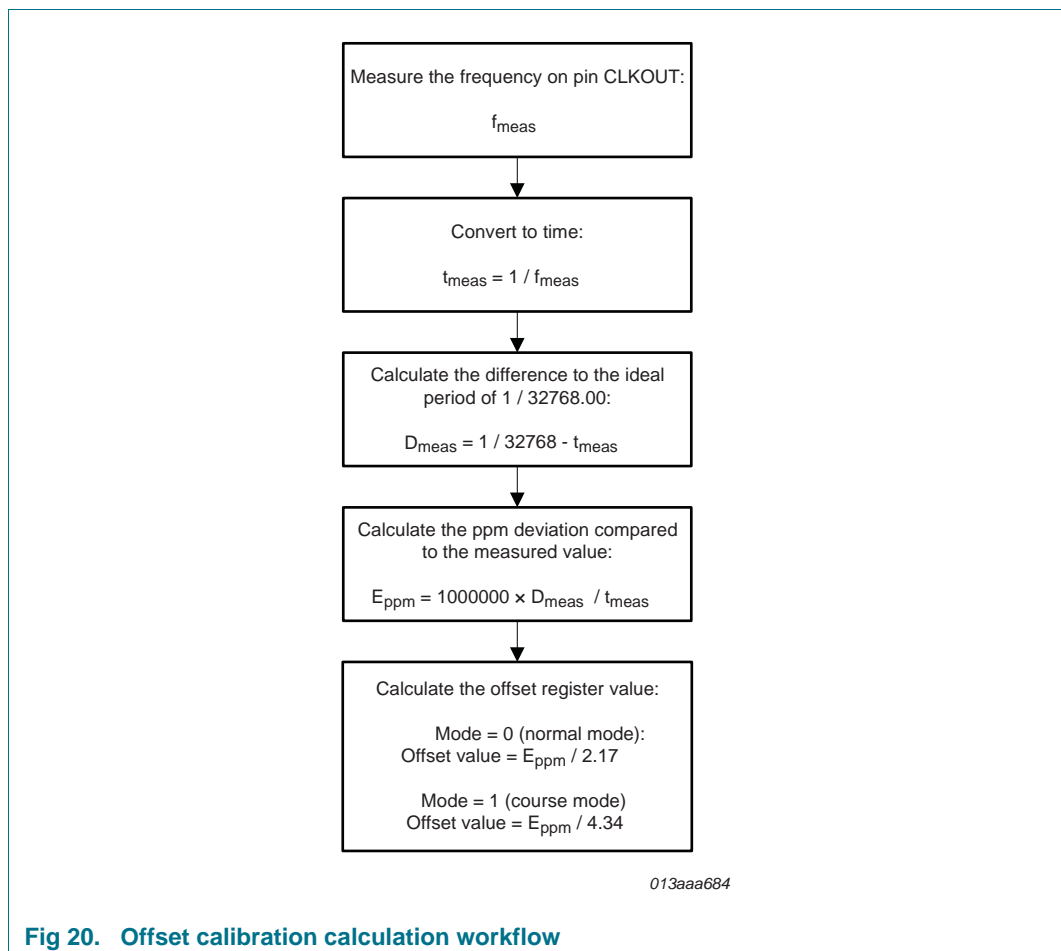 Measure the frequency on pin CLKOUT:
fmeas
Convert to time:
tmeas = 1 / fmeas
Calculate the difference to the ideal
period of 1 / 32768.00:
Dmeas = 1 / 32768 - tmeas
Calculate the ppm deviation compared
to the measured value:
Eppm = 1000000 × Dmeas / tmeas
Calculate the offset register value:
Mode = 0 (normal mode):
Offset value = Eppm / 2.17
Mode = 1 (course mode)
Offset value = Eppm / 4.34
013aaa684
Fig 20. Offset calibration calculation workflow